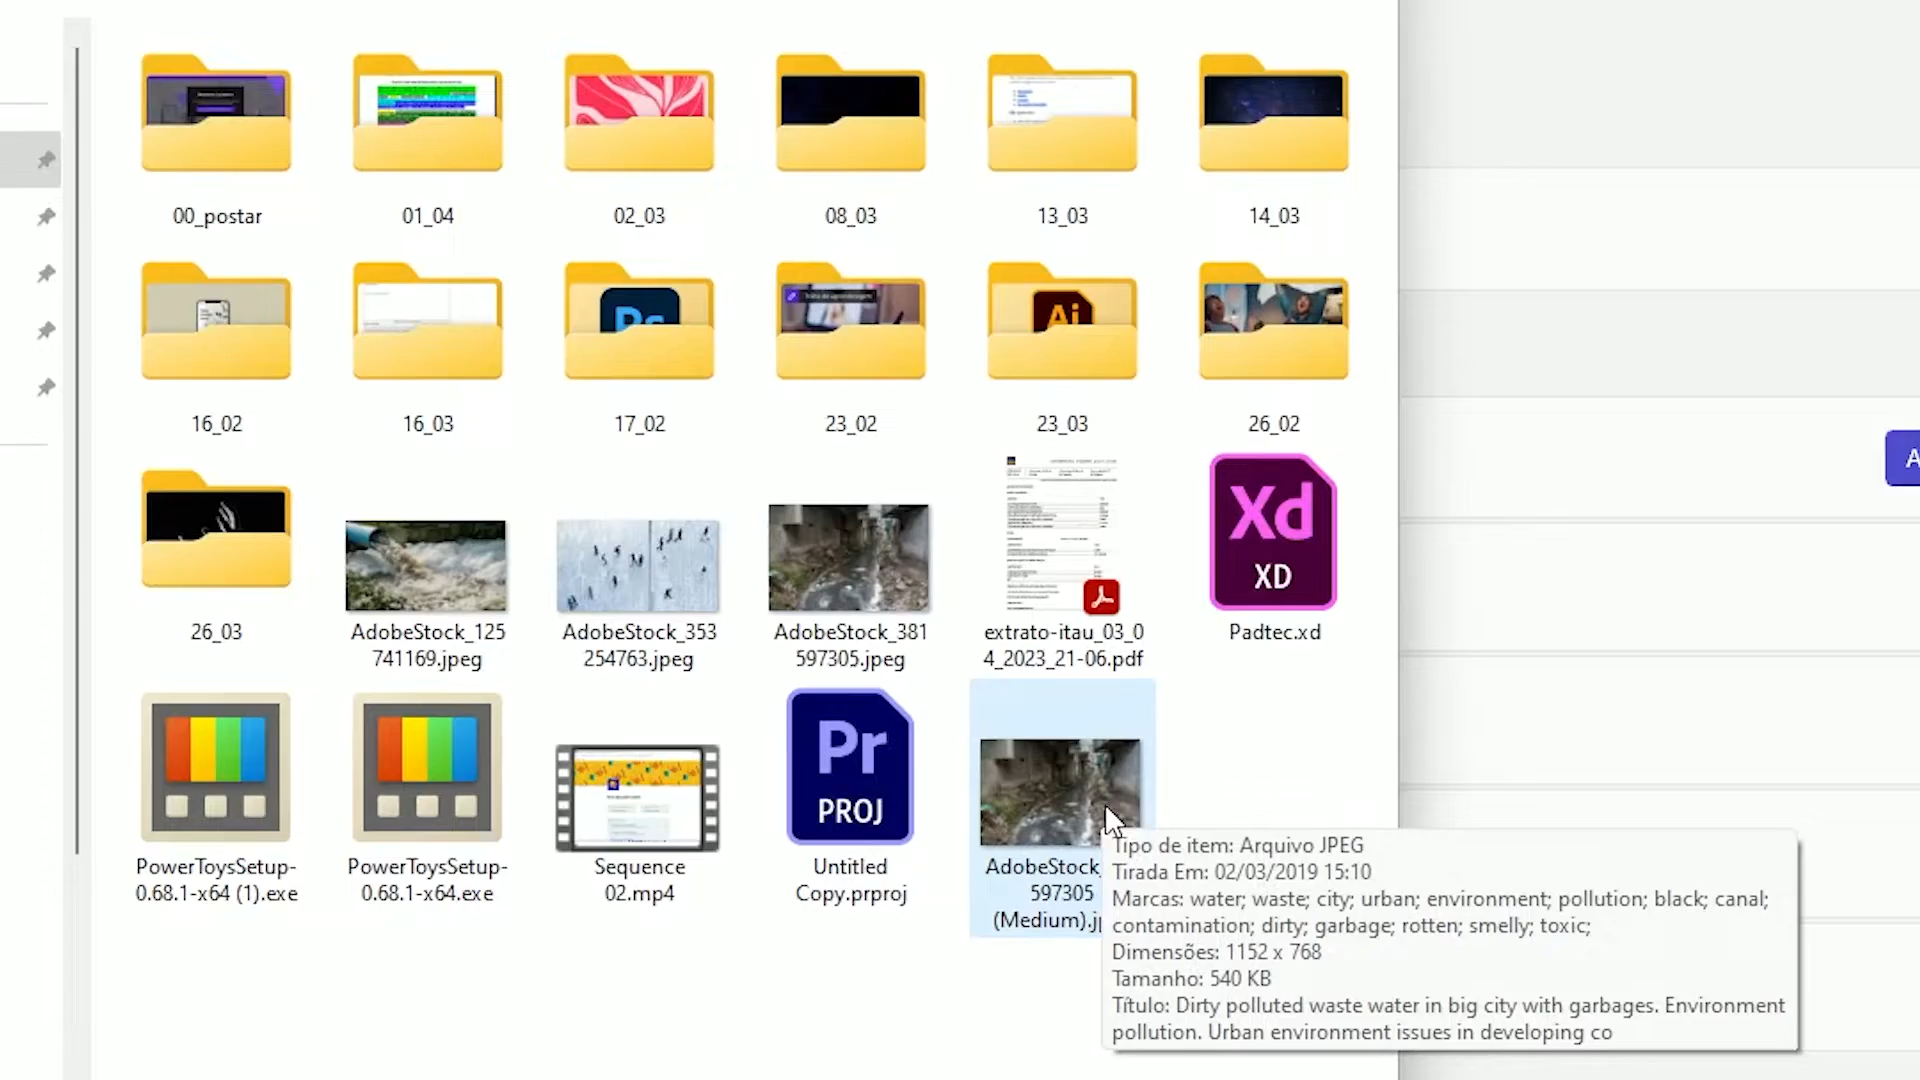 00_postar
01_04
02_03
08_03
13_03
14_03
Ps
Ai
16_02
16_03
17_02
23_02
23_03
26_02
A
Xd
XD
26_03
AdobeStock_125
741169.jpeg
AdobeStock_353
254763.jpeg
AdobeStock_381
597305.jpeg
extrato-itau_03_0
4_2023_21-06.pdf
Padtec.xd
Pr
PROJ
PowerToysSetup-
0.68.1-x64 (1).exe
PowerToysSetup-
0.68.1-x64.exe
Sequence
02.mp4
Untitled
Copy.prproj
AdobeStock_
597305
(Medium).jp
Tipo de item: Arquivo JPEG
Tirada Em: 02/03/2019 15:10
Marcas: water; waste; city; urban; environment; pollution; black; canal;
contamination; dirty; garbage; rotten; smelly; toxic;
Dimensões: 1152 x 768
Tamanho: 540 KB
Título: Dirty polluted waste water in big city with garbages. Environment
pollution. Urban environment issues in developing co